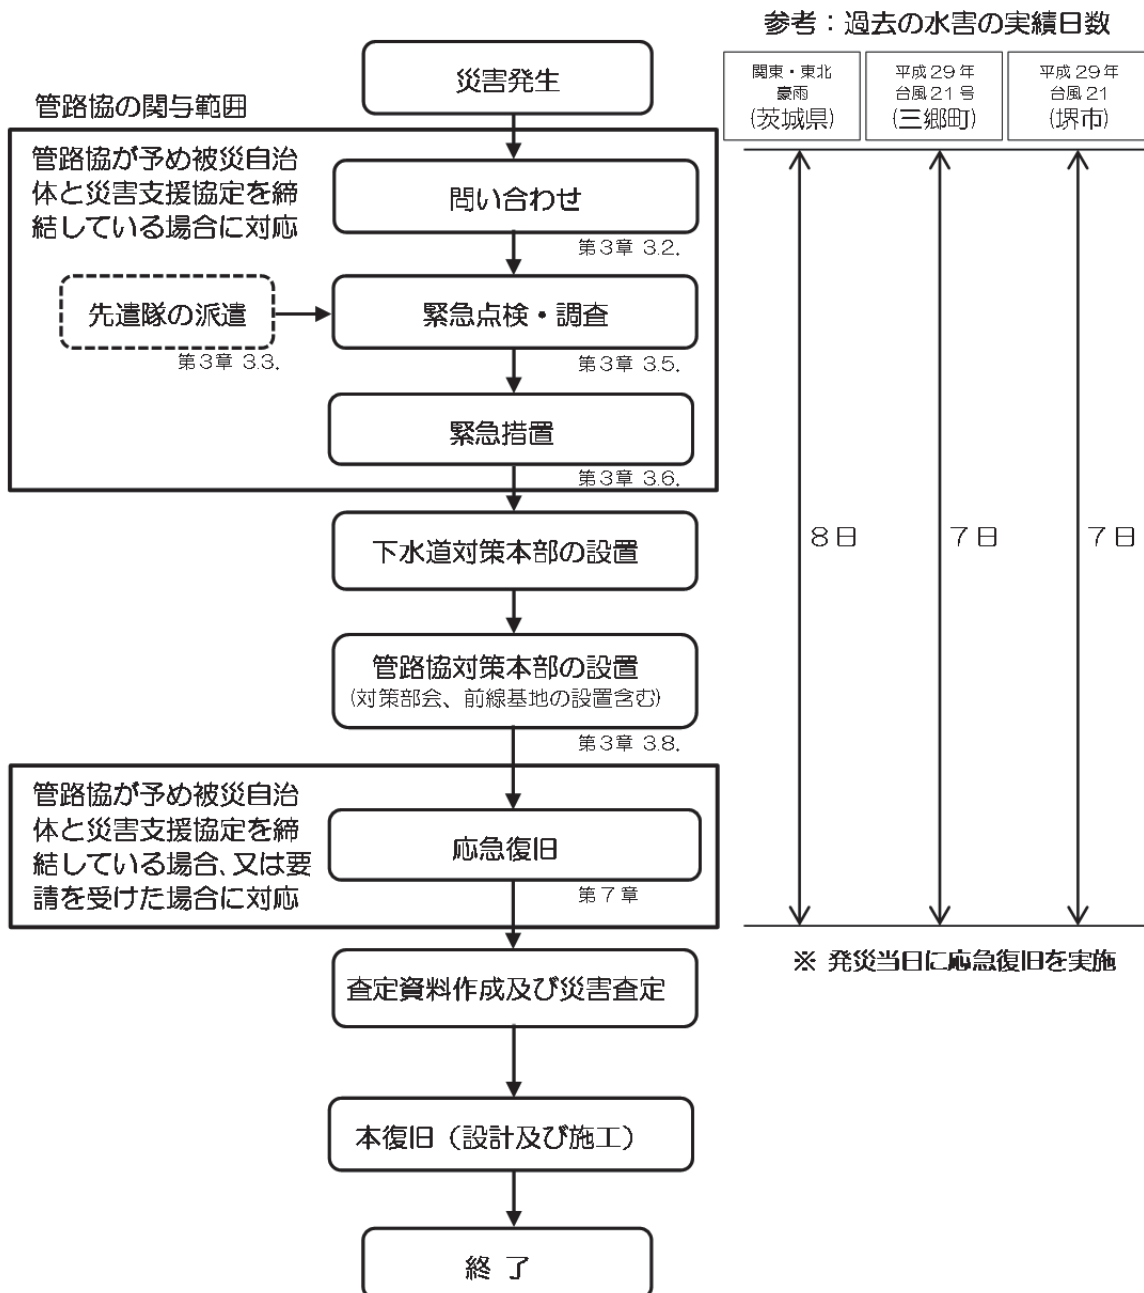 参考：過去の水害の実績日数
関東・東北
豪雨
(茨城県)
平成29年
台風21号
(三郷町)
平成29年
台風21
(堺市)
災害発生
管路協の関与範囲
管路協が予め被災自治
体と災害支援協定を締
結している場合に対応
問い合わせ
第3章 3.2.
先遣隊の派遣
第3章 3.3.
緊急点検・調査
第3章 3.5.
緊急措置
第3章 3.6.
下水道対策本部の設置
8日
7日
7日
管路協対策本部の設置
(対策部会、前線基地の設置含む)
第3章 3.8.
管路協が予め被災自治
体と災害支援協定を締
結している場合、又は要
請を受けた場合に対応
応急復旧
第7章
※ 発災当日に応急復旧を実施
査定資料作成及び災害査定
本復旧（設計及び施工）
終 了